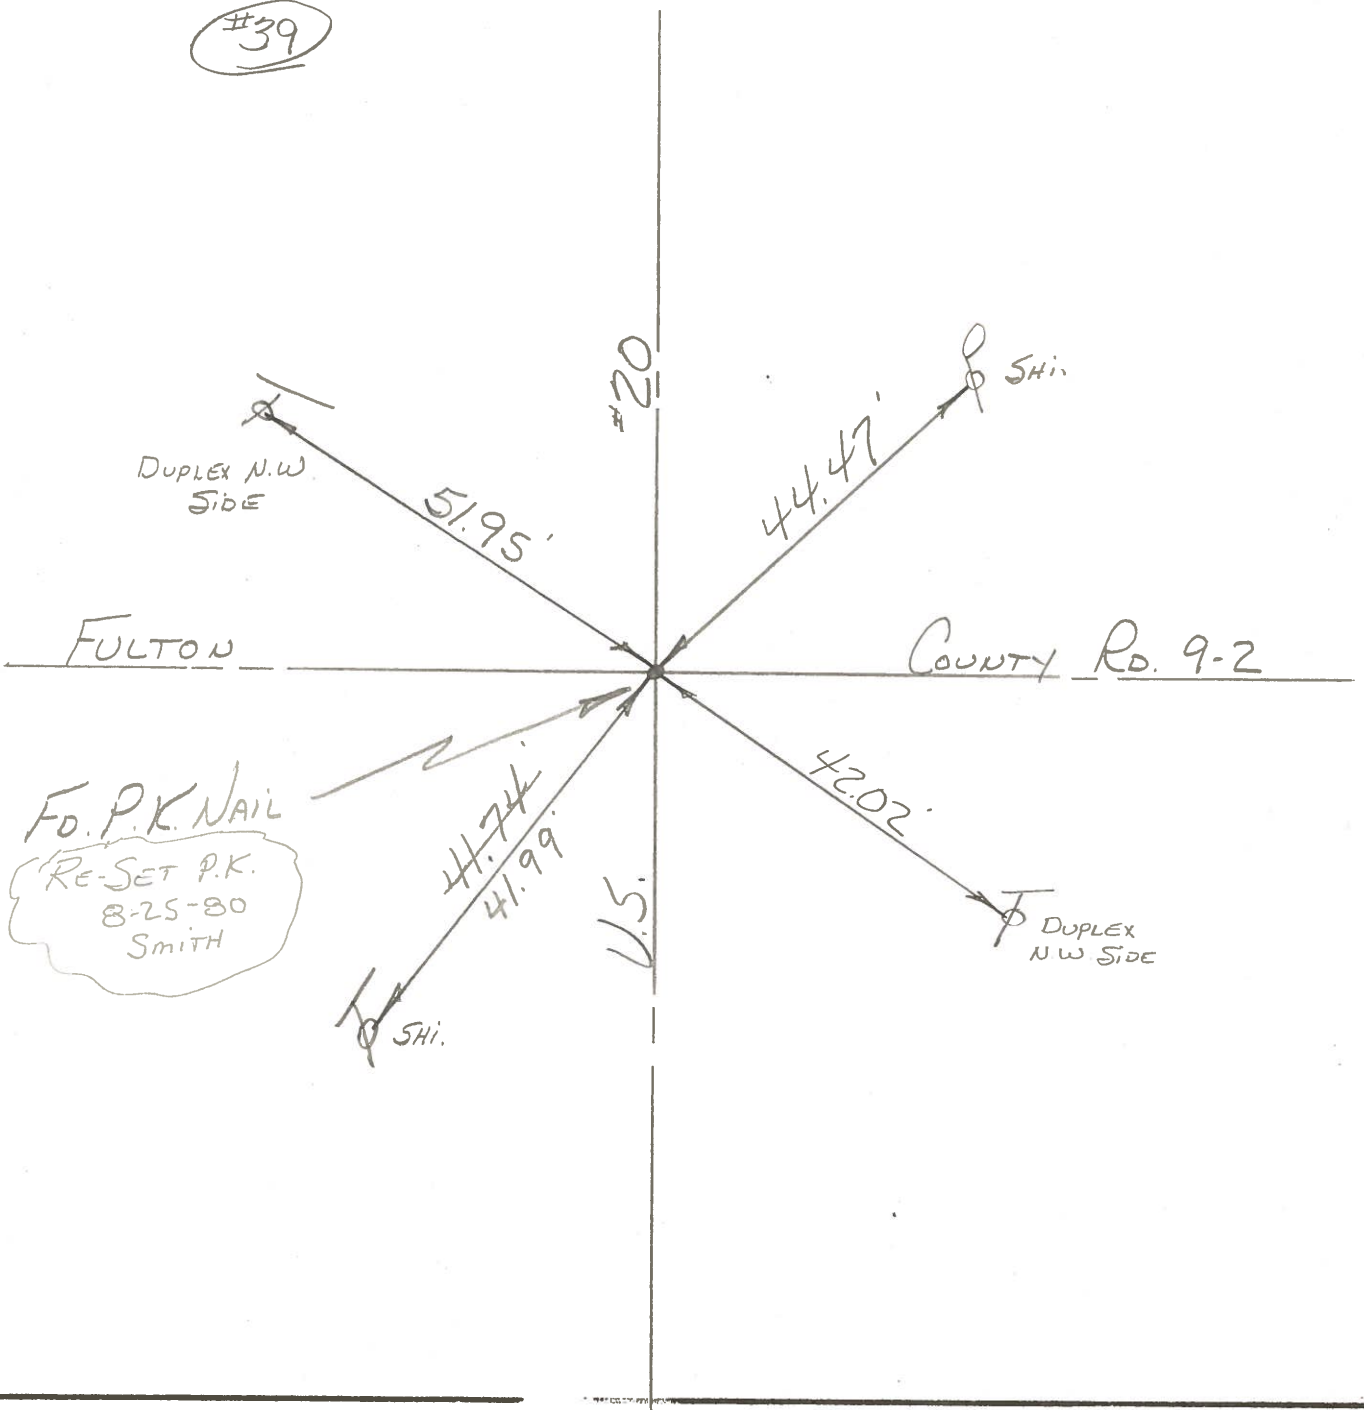 #39
#20
SHi.
44.47'
DUPLEX N.W.
SiDE
51.95'
FULTON
COUNTY RD. 9-2
FD. P.K. NAiL
RE-SET P.K.
8-25-80
SmiTH
41.74'
41.99'
42.02'
U.S.
DUPLEX
N.W. SiDE
SHi.